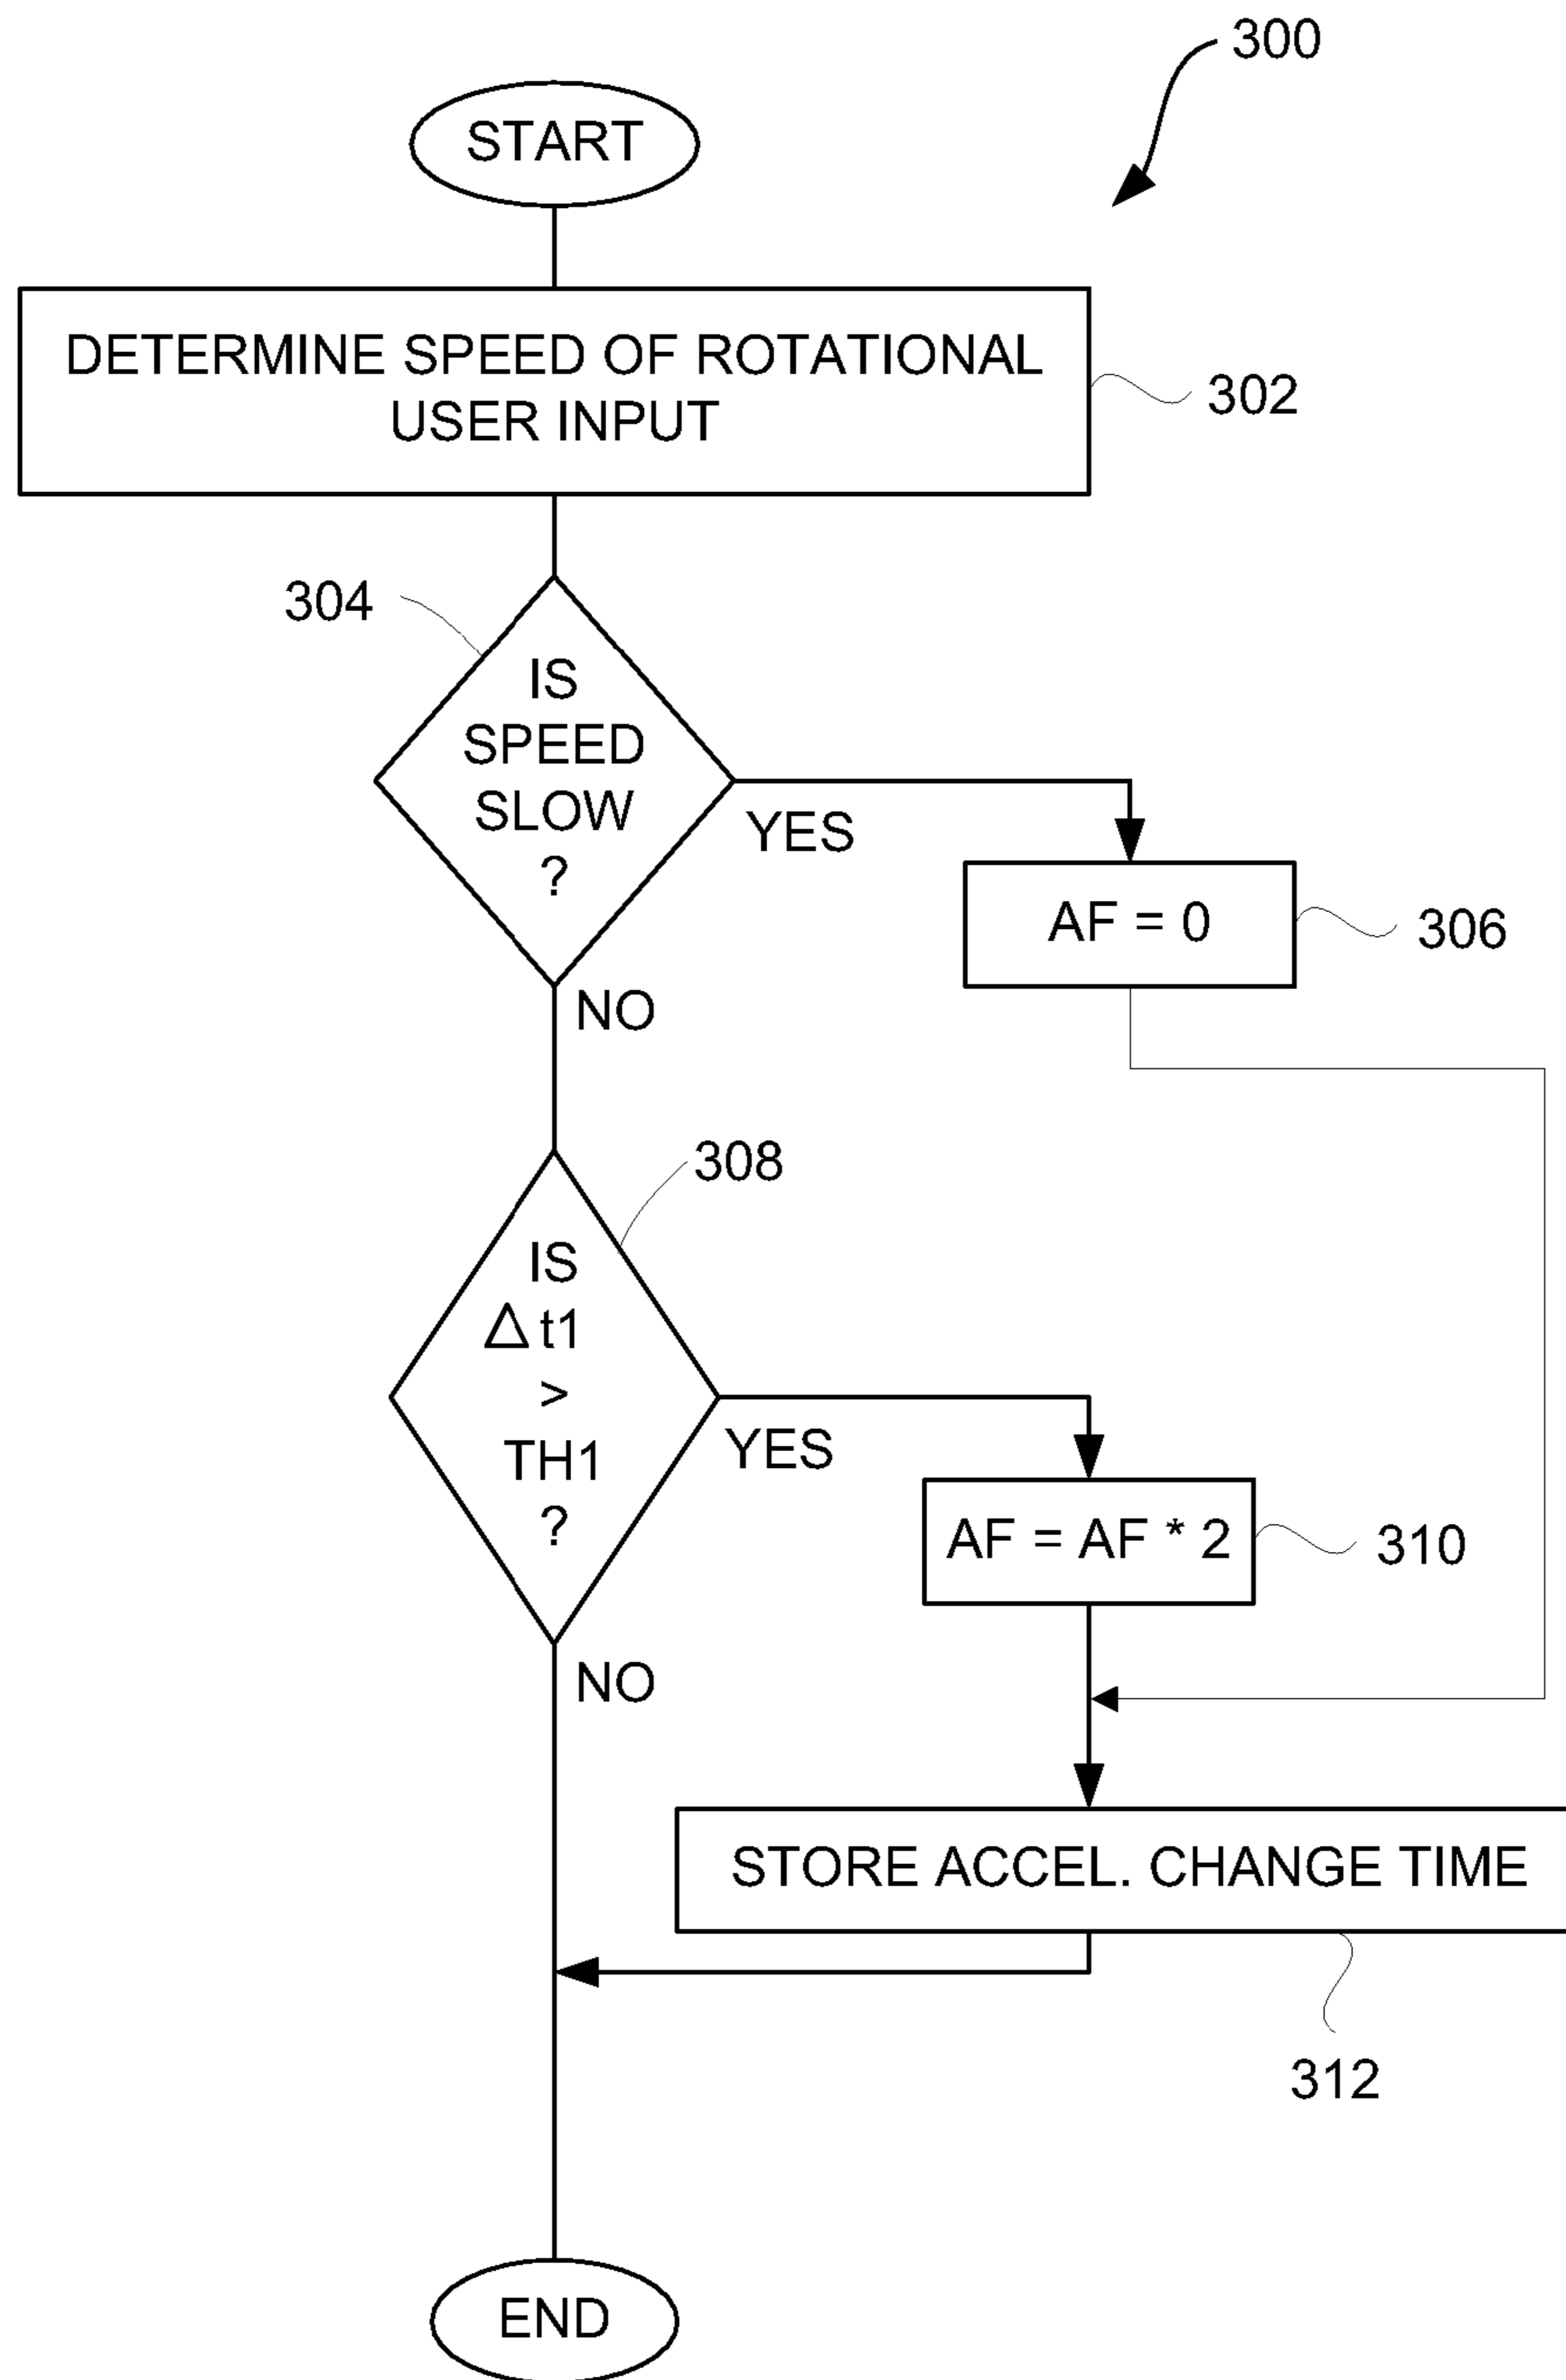 300
START
DETERMINE SPEED OF ROTATIONAL
USER INPUT
302
304
IS
SPEED
SLOW
?
YES
AF = 0
306
NO
308
IS
Δt1
>
TH1
?
YES
AF = AF * 2
310
NO
STORE ACCEL. CHANGE TIME
312
END